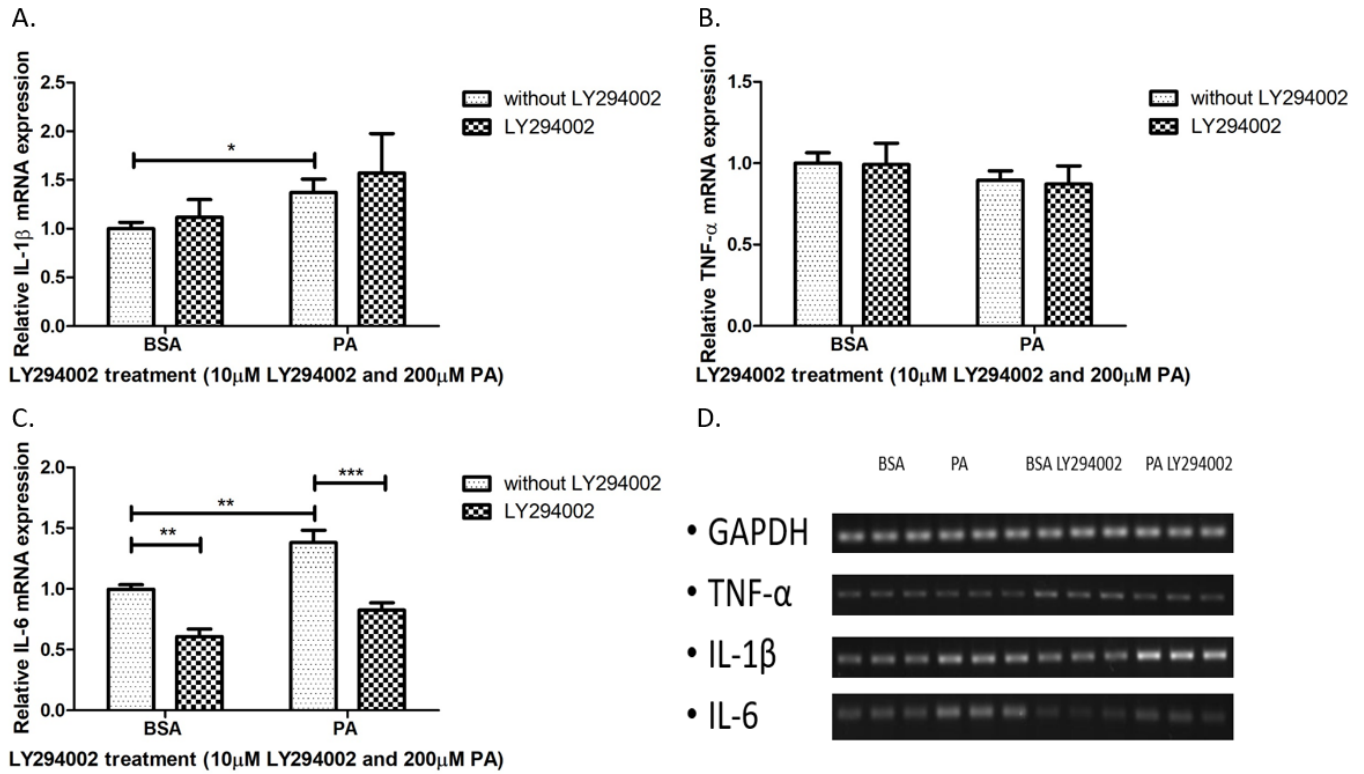 A.
Relative IL-1β mRNA expression
2.5
2.0
1.5
1.0
0.5
0.0
*
BSA
PA
without LY294002
LY294002
LY294002 treatment (10μM LY294002 and 200μM PA)
B.
Relative TNF-α mRNA expression
1.5
1.0
0.5
0.0
BSA
PA
without LY294002
LY294002
LY294002 treatment (10μM LY294002 and 200μM PA)
C.
Relative IL-6 mRNA expression
2.0
1.5
1.0
0.5
0.0
**
**
***
BSA
PA
without LY294002
LY294002
LY294002 treatment (10μM LY294002 and 200μM PA)
D.
BSA PA BSA LY294002 PA LY294002
• GAPDH
• TNF-α
• IL-1β
• IL-6